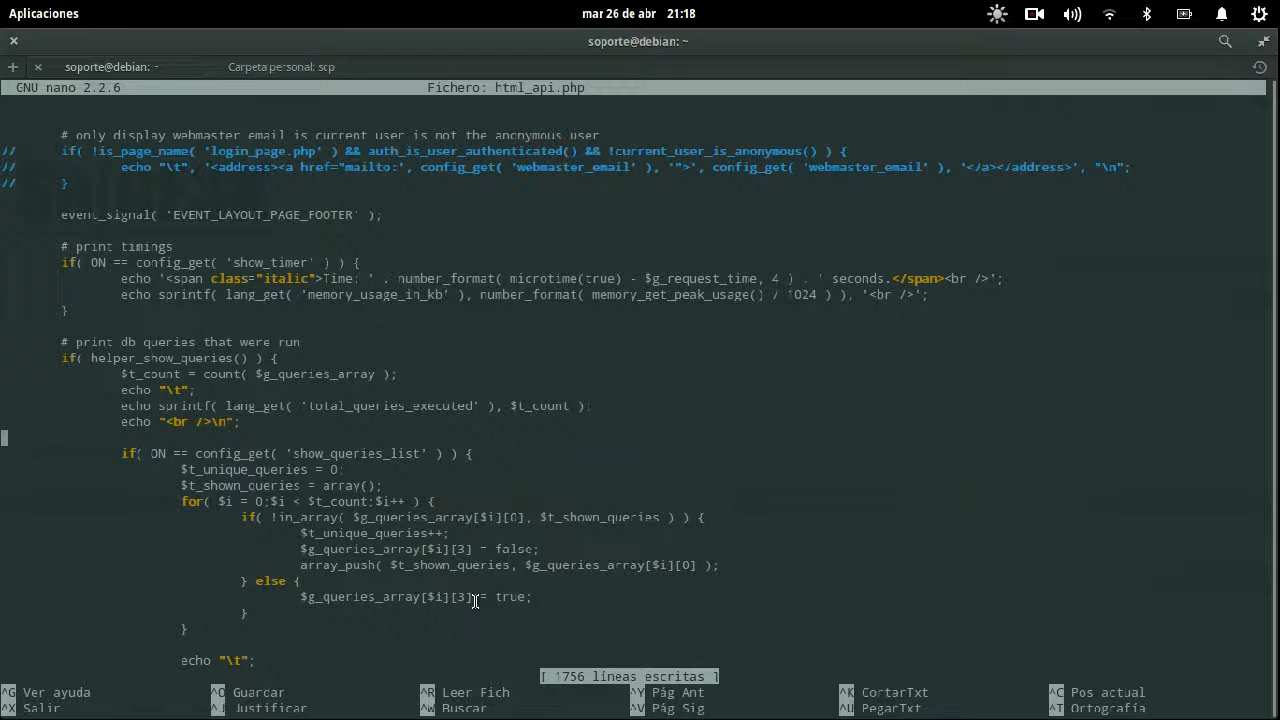 Aplicaciones
mar 26 de abr 21:18
soporte@debian: ~
soporte@debian: ~
Carpeta personal: scp
GNU nano 2.2.6
Fichero: html_api.php
# only display webmaster email is current user is not the anonymous user
// if( !is_page_name( 'login_page.php' ) && auth_is_user_authenticated() && !current_user_is_anonymous() ) {
// echo "\t", '<address><a href="mailto:', config_get( 'webmaster_email' ), '">', config_get( 'webmaster_email' ), '</a></address>', "\n";
// }
event_signal( 'EVENT_LAYOUT_PAGE_FOOTER' );
# print timings
if( ON == config_get( 'show_timer' ) ) {
echo '<span class="italic">Time: ' . number_format( microtime(true) - $g_request_time, 4 ) . ' seconds.</span><br />';
echo sprintf( lang_get( 'memory_usage_in_kb' ), number_format( memory_get_peak_usage() / 1024 ) ), '<br />';
}
# print db queries that were run
if( helper_show_queries() ) {
$t_count = count( $g_queries_array );
echo "\t";
echo sprintf( lang_get( 'total_queries_executed' ), $t_count );
echo "<br />\n";
if( ON == config_get( 'show_queries_list' ) ) {
$t_unique_queries = 0;
$t_shown_queries = array();
for( $i = 0;$i < $t_count;$i++ ) {
if( !in_array( $g_queries_array[$i][0], $t_shown_queries ) ) {
$t_unique_queries++;
$g_queries_array[$i][3] = false;
array_push( $t_shown_queries, $g_queries_array[$i][0] );
} else {
$g_queries_array[$i][3] = true;
}
}
echo "\t";
[ 1756 líneas escritas ]
^G Ver ayuda ^O Guardar ^R Leer Fich ^Y Pág Ant ^K CortarTxt ^C Pos actual
^X Salir ^J Justificar ^W Buscar ^V Pág Sig ^U PegarTxt ^T Ortografía